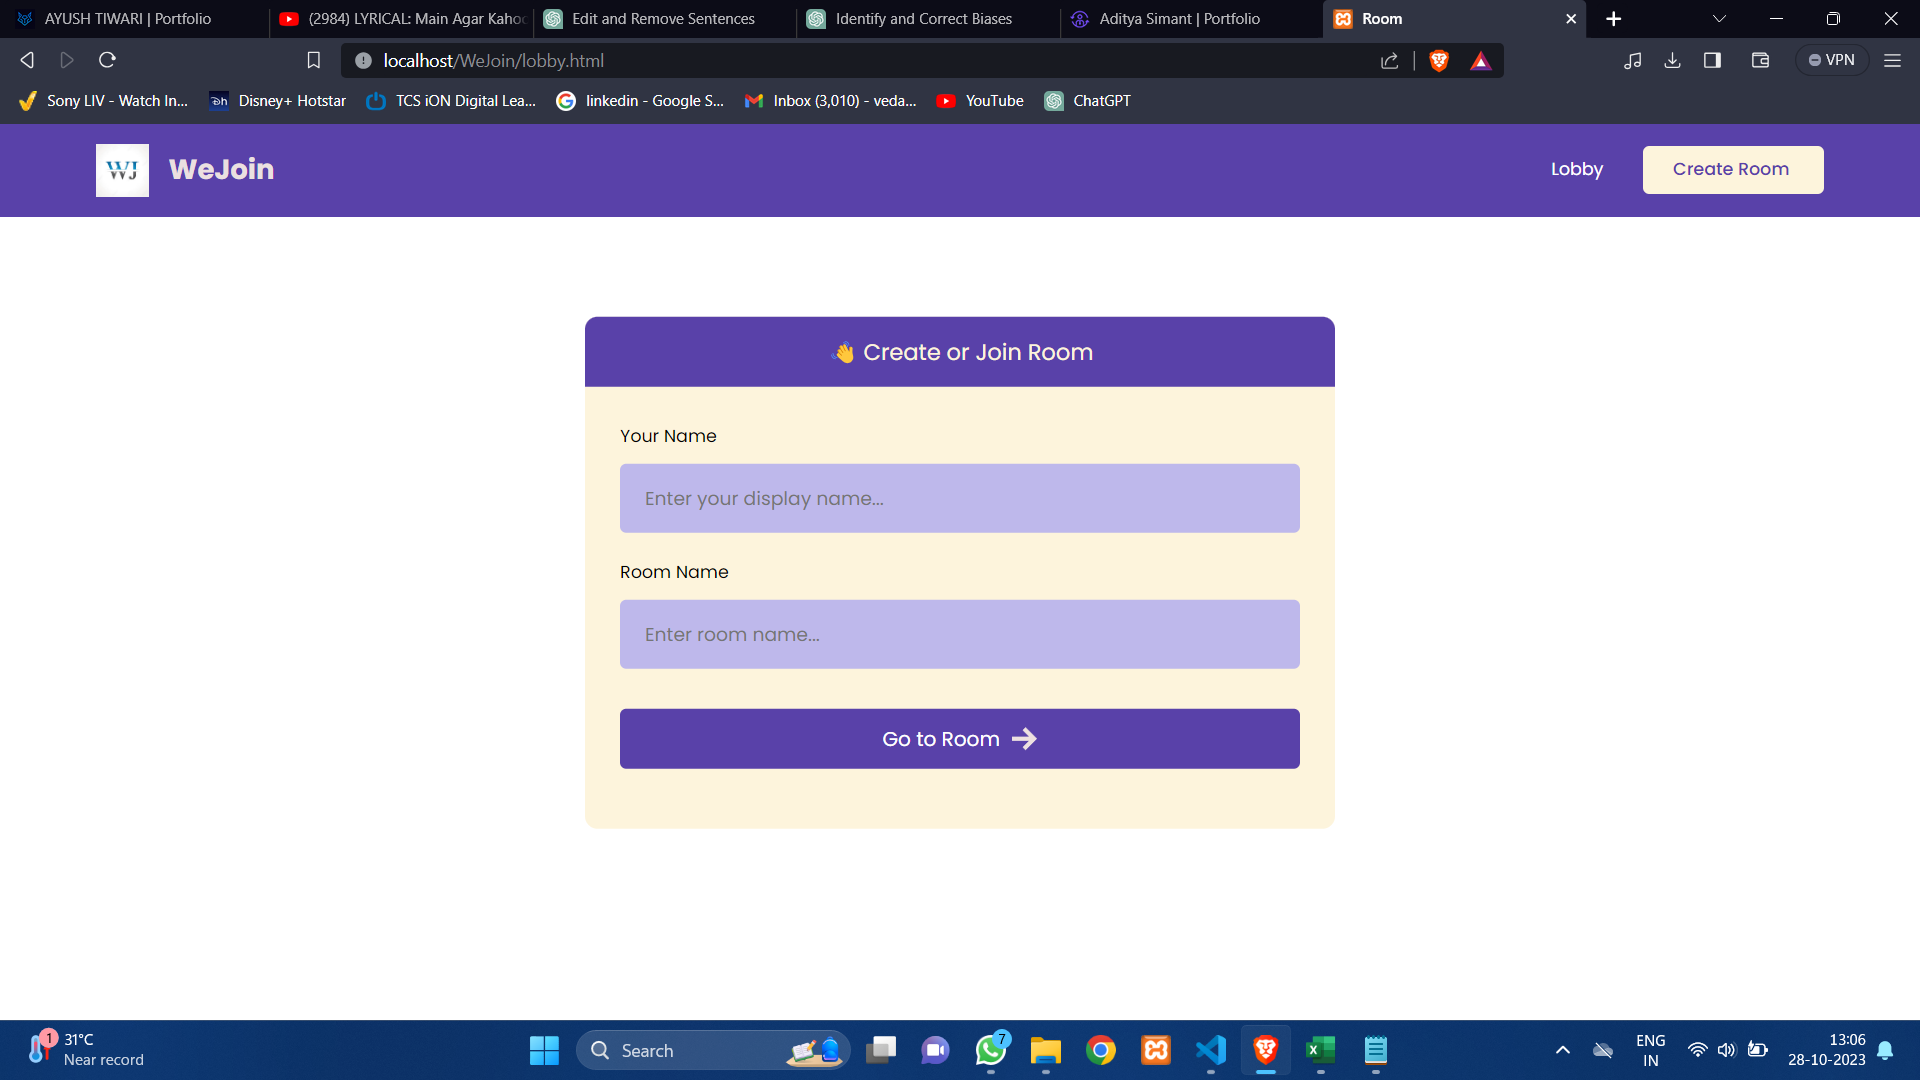 AYUSH TIWARI | Portfolio
(2984) LYRICAL: Main Agar Kahoo
Edit and Remove Sentences
Identify and Correct Biases
Aditya Simant | Portfolio
Room
localhost/WeJoin/lobby.html
VPN
Sony LIV - Watch In...
Disney+ Hotstar
TCS iON Digital Lea...
linkedin - Google S...
Inbox (3,010) - veda...
YouTube
ChatGPT
WJ
WeJoin
Lobby
Create Room
👋 Create or Join Room
Your Name
Enter your display name...
Room Name
Enter room name...
Go to Room
1
31°C
Near record
Search
7
ENG
IN
13:06
28-10-2023